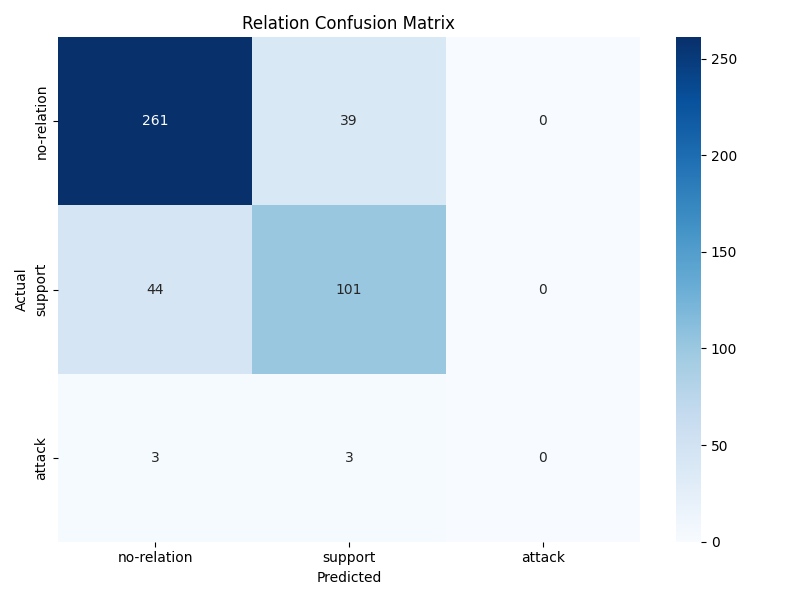 Relation Confusion Matrix
Actual
no-relation
261
39
0
support
44
101
0
attack
3
3
0
no-relation
support
attack
Predicted
250
200
150
100
50
0